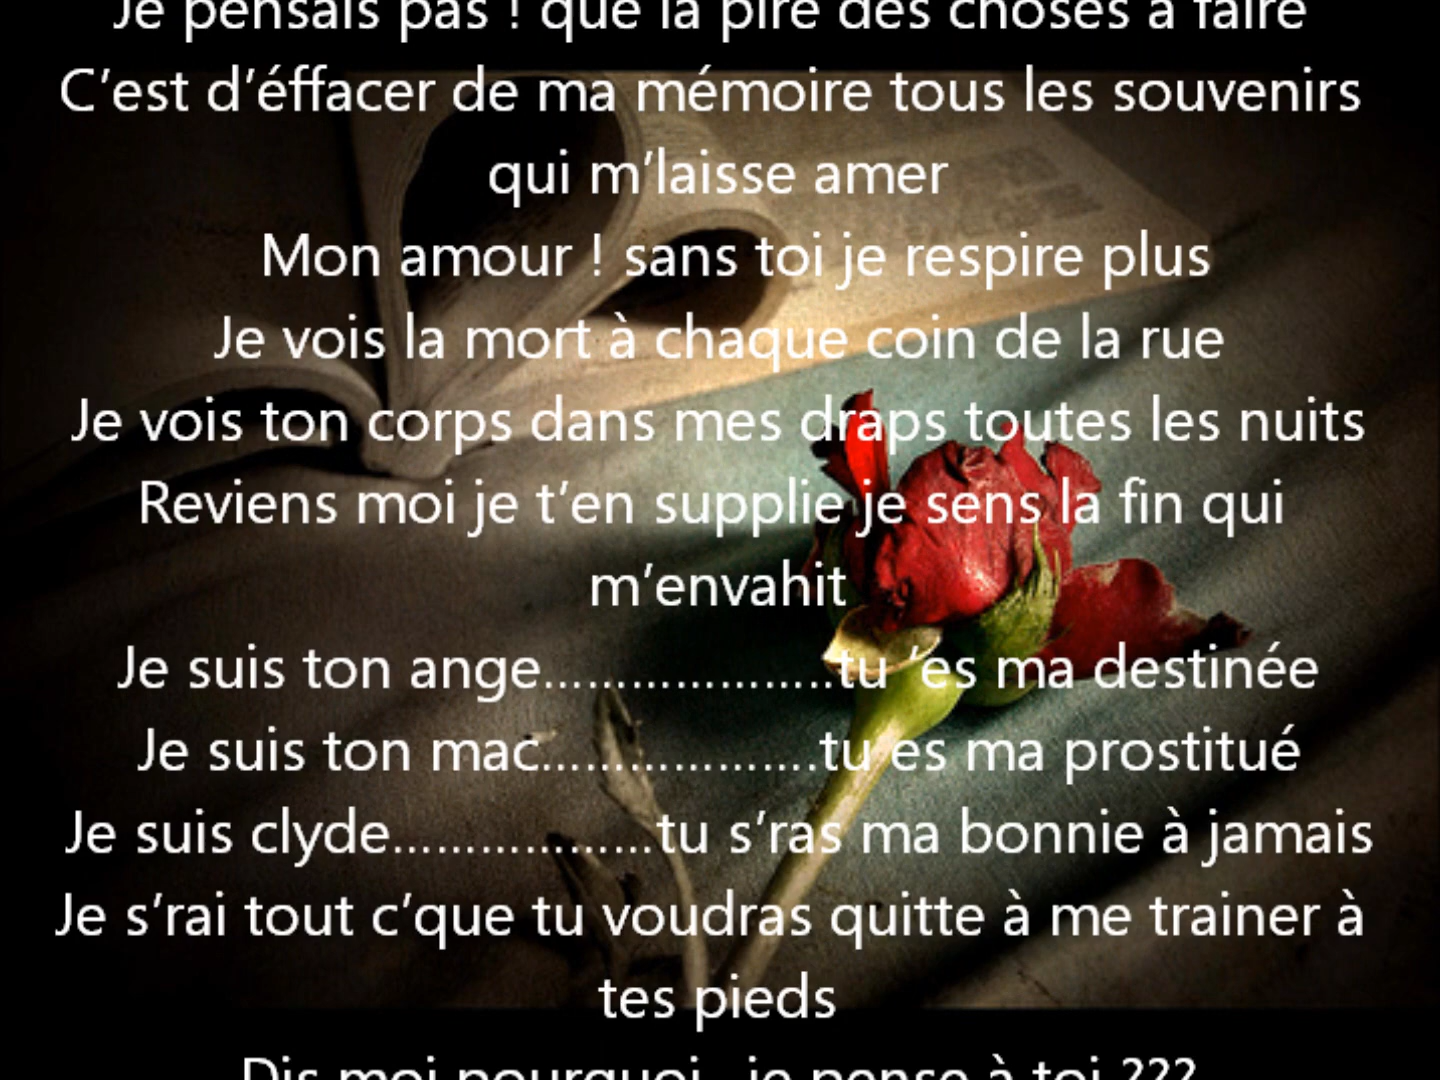 Je pensais pas ! que la pire des choses à faire
C’est d’éffacer de ma mémoire tous les souvenirs
qui m’laisse amer
Mon amour ! sans toi je respire plus
Je vois la mort à chaque coin de la rue
Je vois ton corps dans mes draps toutes les nuits
Reviens moi je t’en supplie je sens la fin qui
m’envahit
Je suis ton ange………………..tu ’es ma destinée
Je suis ton mac……………….tu es ma prostitué
Je suis clyde………………tu s’ras ma bonnie à jamais
Je s’rai tout c’que tu voudras quitte à me trainer à
tes pieds
Dis moi pourquoi je pense à toi ???